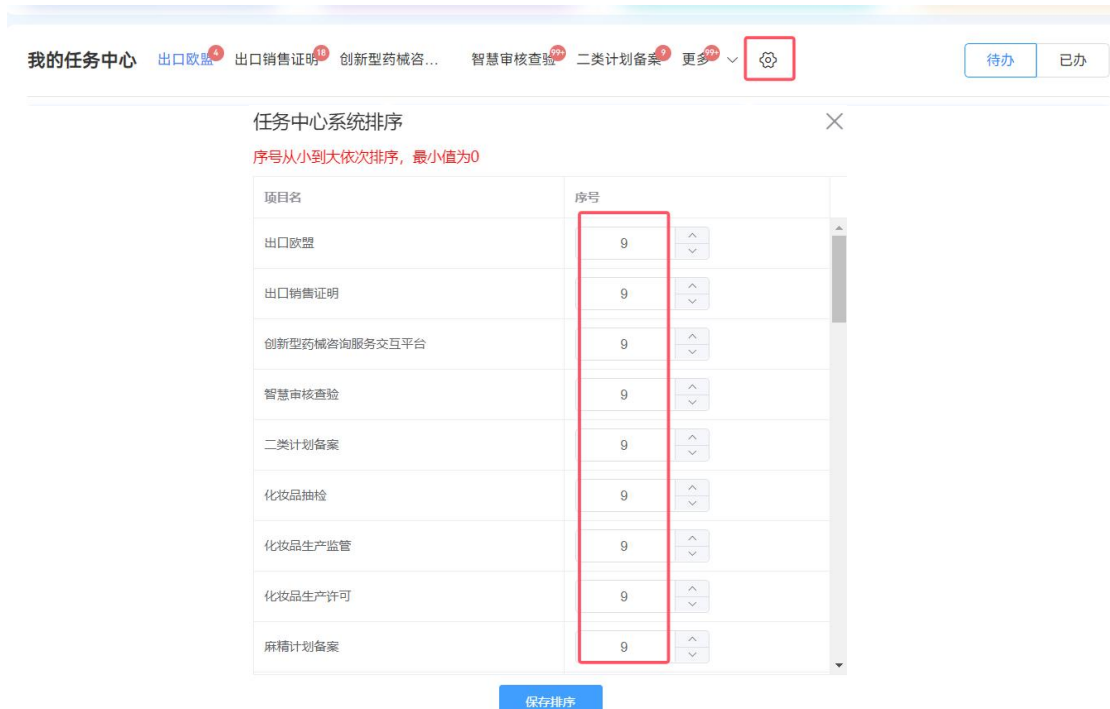 我的任务中心 出口欧盟 4 出口销售证明 18 创新型药械咨... 智慧审核查验 99+ 二类计划备案 9 更多 99+ 待办 已办
任务中心系统排序
序号从小到大依次排序，最小值为0
项目名 序号
出口欧盟 9
出口销售证明 9
创新型药械咨询服务交互平台 9
智慧审核查验 9
二类计划备案 9
化妆品抽检 9
化妆品生产监管 9
化妆品生产许可 9
麻精计划备案 9
保存排序